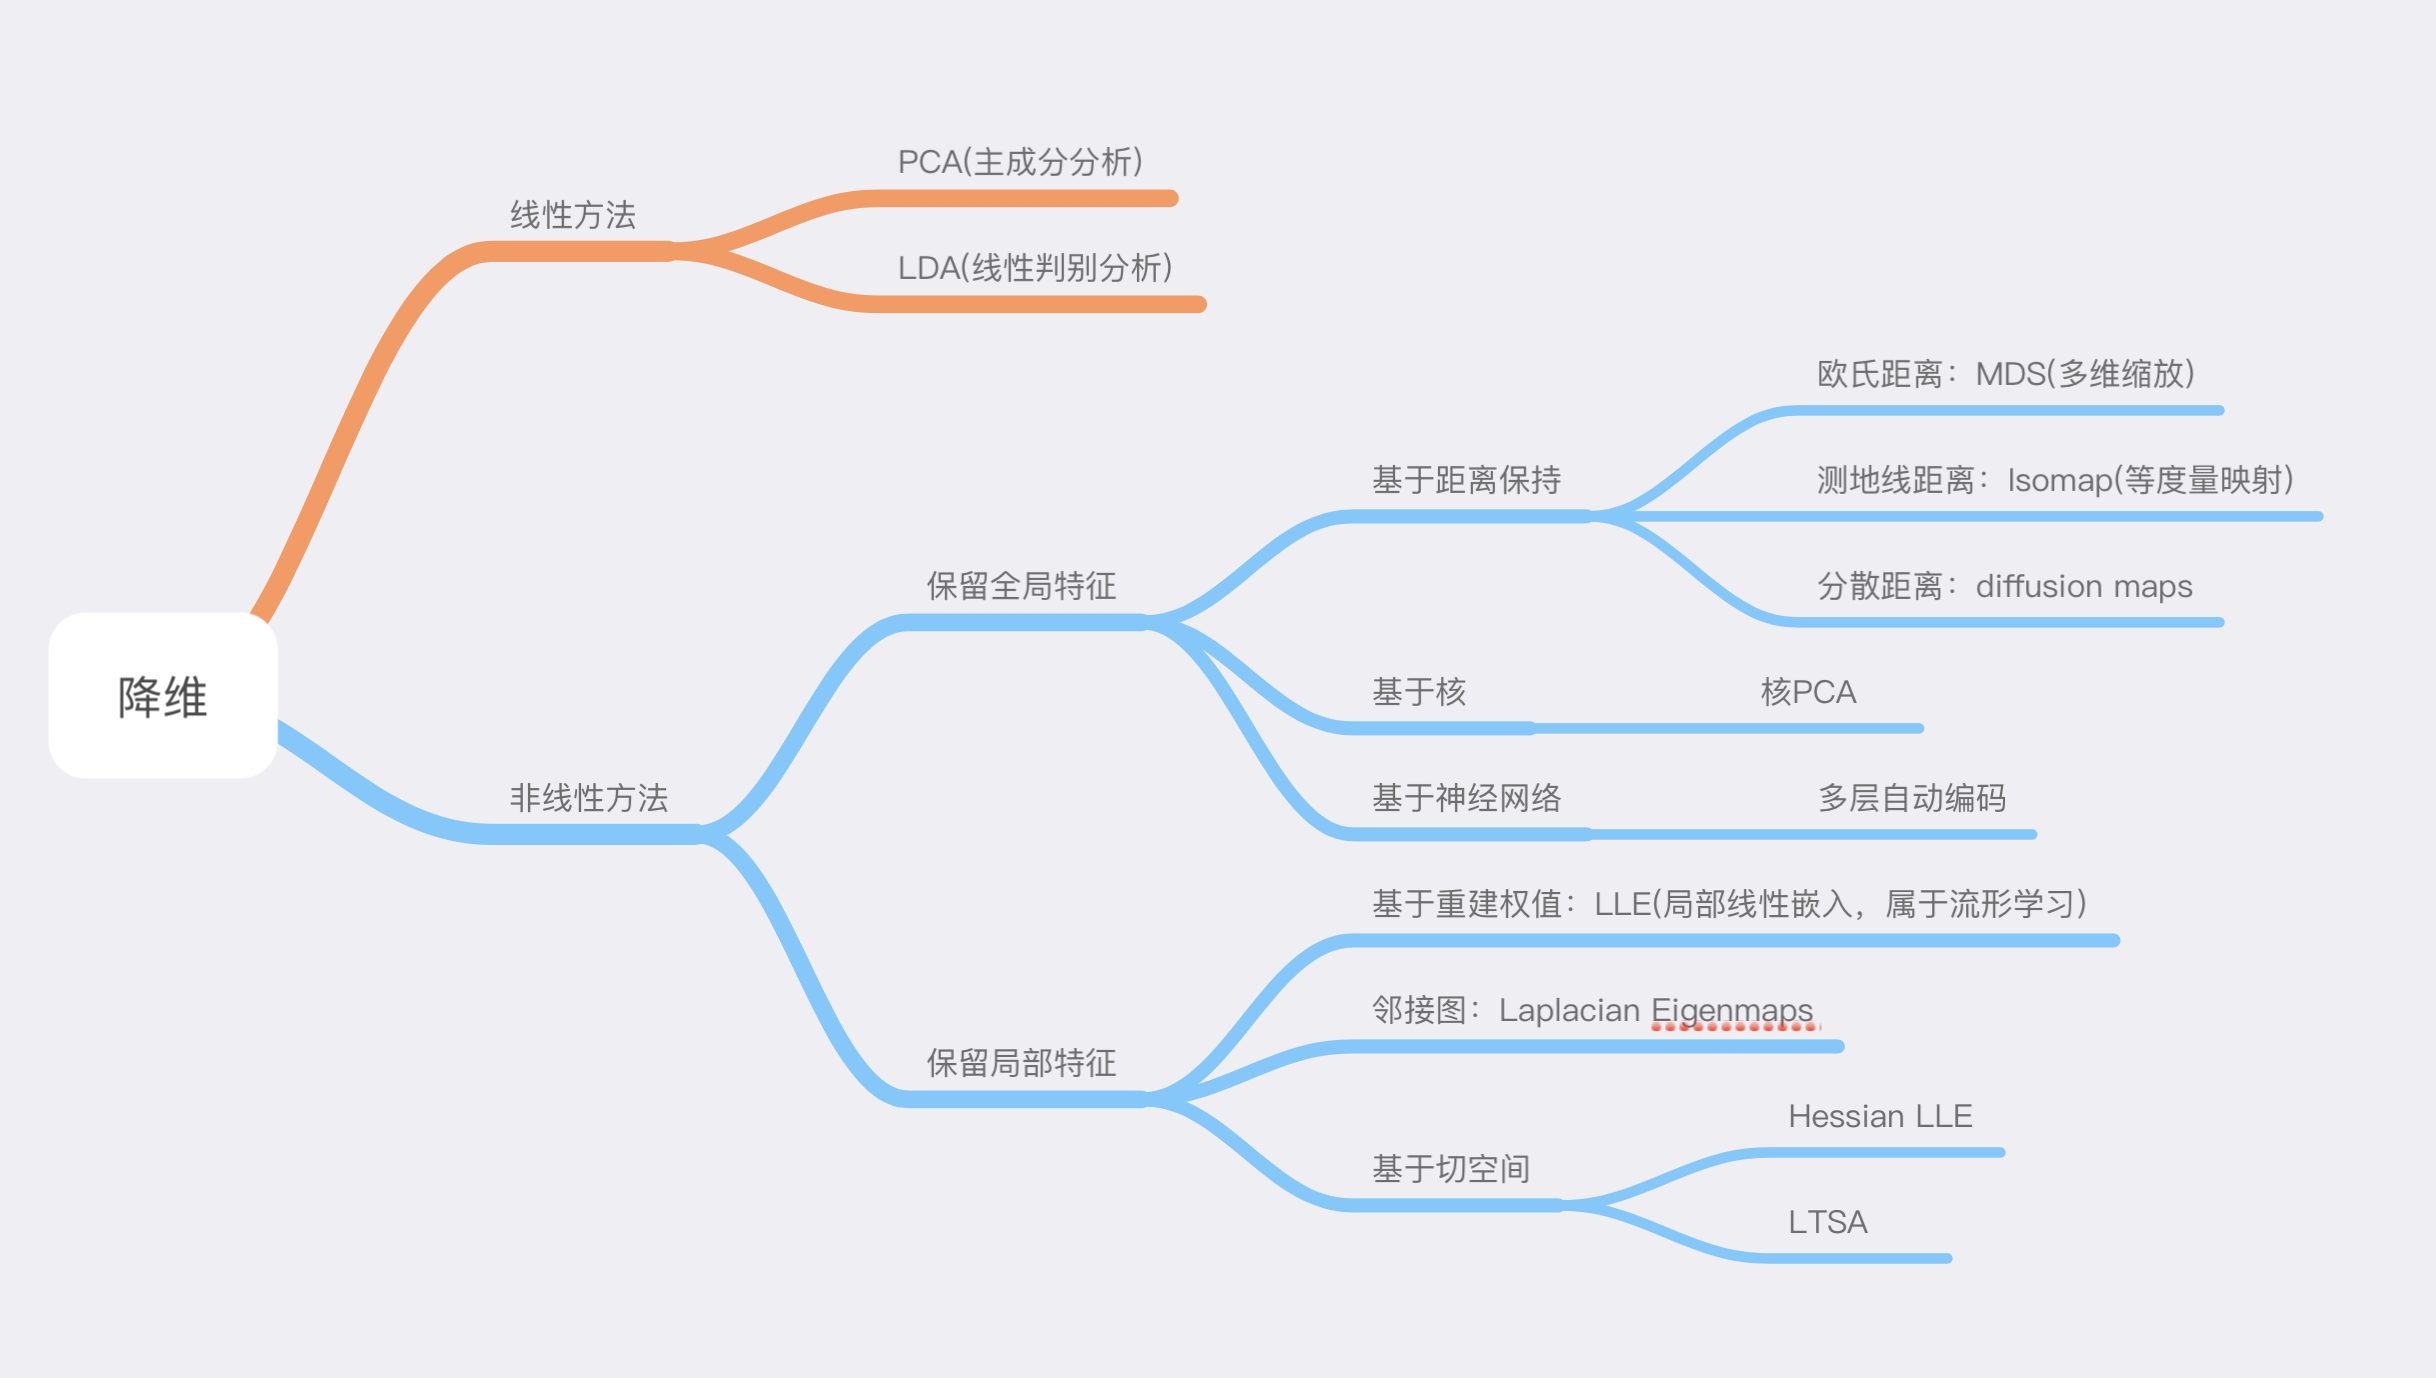 降维
线性方法
PCA(主成分分析)
LDA(线性判别分析)
非线性方法
保留全局特征
基于距离保持
欧氏距离：MDS(多维缩放)
测地线距离：Isomap(等度量映射)
分散距离：diffusion maps
基于核
核PCA
基于神经网络
多层自动编码
保留局部特征
基于重建权值：LLE(局部线性嵌入，属于流形学习)
邻接图：Laplacian Eigenmaps
基于切空间
Hessian LLE
LTSA